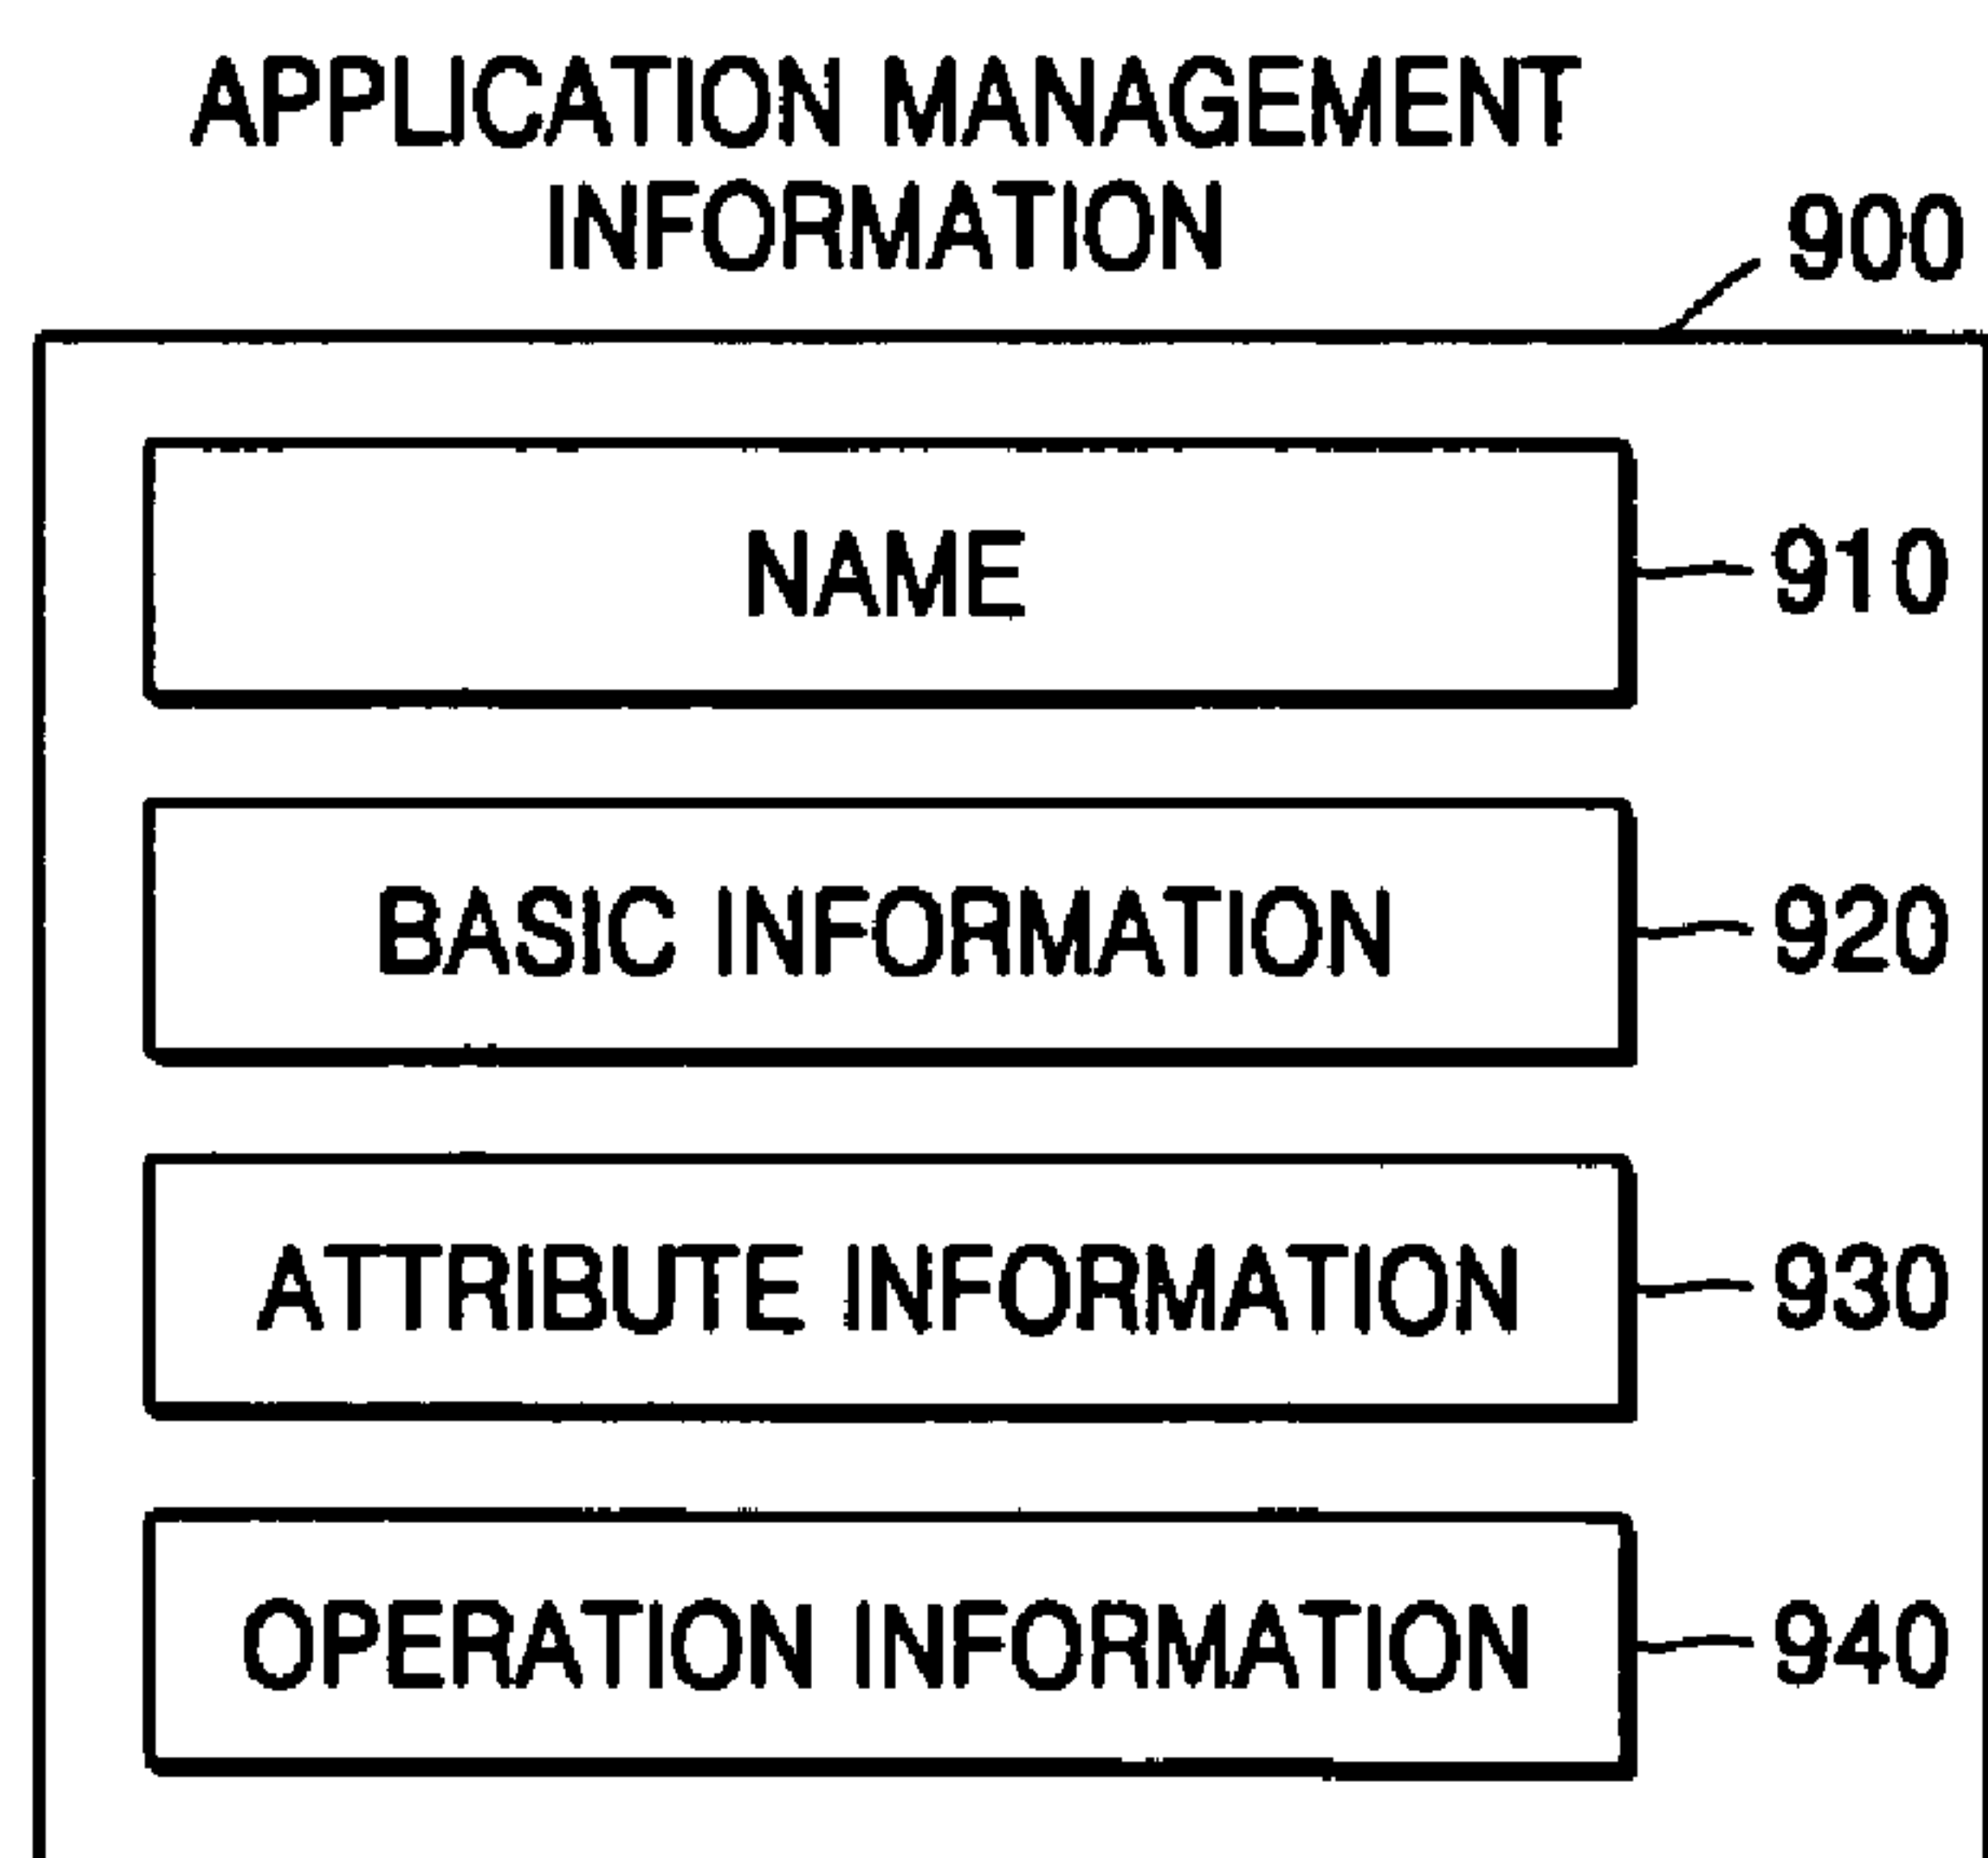 APPLICATION MANAGEMENT
INFORMATION
900
NAME
910
BASIC INFORMATION
920
ATTRIBUTE INFORMATION
930
OPERATION INFORMATION
940